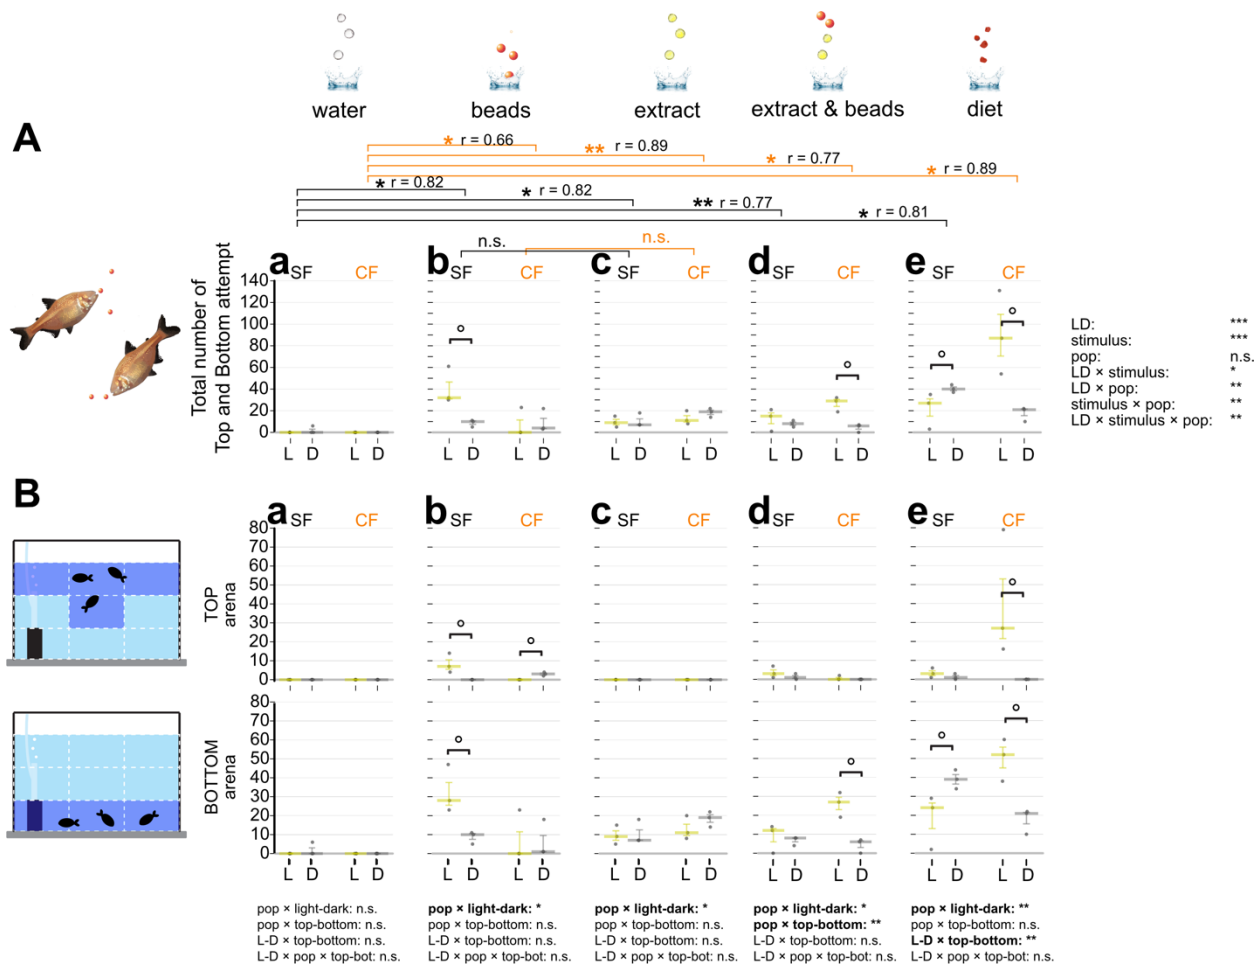 water
beads
extract
extract & beads
diet
A
* r = 0.66
** r = 0.89
* r = 0.77
* r = 0.89
* r = 0.82
* r = 0.82
** r = 0.77
* r = 0.81
n.s.
n.s.
a
b
c
d
e
SF CF
SF CF
SF CF
SF CF
SF CF
Total number of
Top and Bottom attempt
140
120
100
80
60
40
20
0
L D L D
L D L D
L D L D
L D L D
L D L D
LD: ***
stimulus: ***
pop: n.s.
LD × stimulus: *
LD × pop: **
stimulus × pop: **
LD × stimulus × pop: **
B
a
b
c
d
e
SF CF
SF CF
SF CF
SF CF
SF CF
TOP
arena
80
70
60
50
40
30
20
10
0
BOTTOM
arena
80
70
60
50
40
30
20
10
0
L D L D
L D L D
L D L D
L D L D
L D L D
pop × light-dark: n.s.
pop × top-bottom: n.s.
L-D × top-bottom: n.s.
L-D × pop × top-bot: n.s.
pop × light-dark: *
pop × top-bottom: n.s.
L-D × top-bottom: n.s.
L-D × pop × top-bot: n.s.
pop × light-dark: *
pop × top-bottom: n.s.
L-D × top-bottom: n.s.
L-D × pop × top-bot: n.s.
pop × light-dark: *
pop × top-bottom: **
L-D × top-bottom: n.s.
L-D × pop × top-bot: n.s.
pop × light-dark: **
pop × top-bottom: n.s.
L-D × top-bottom: **
L-D × pop × top-bot: n.s.